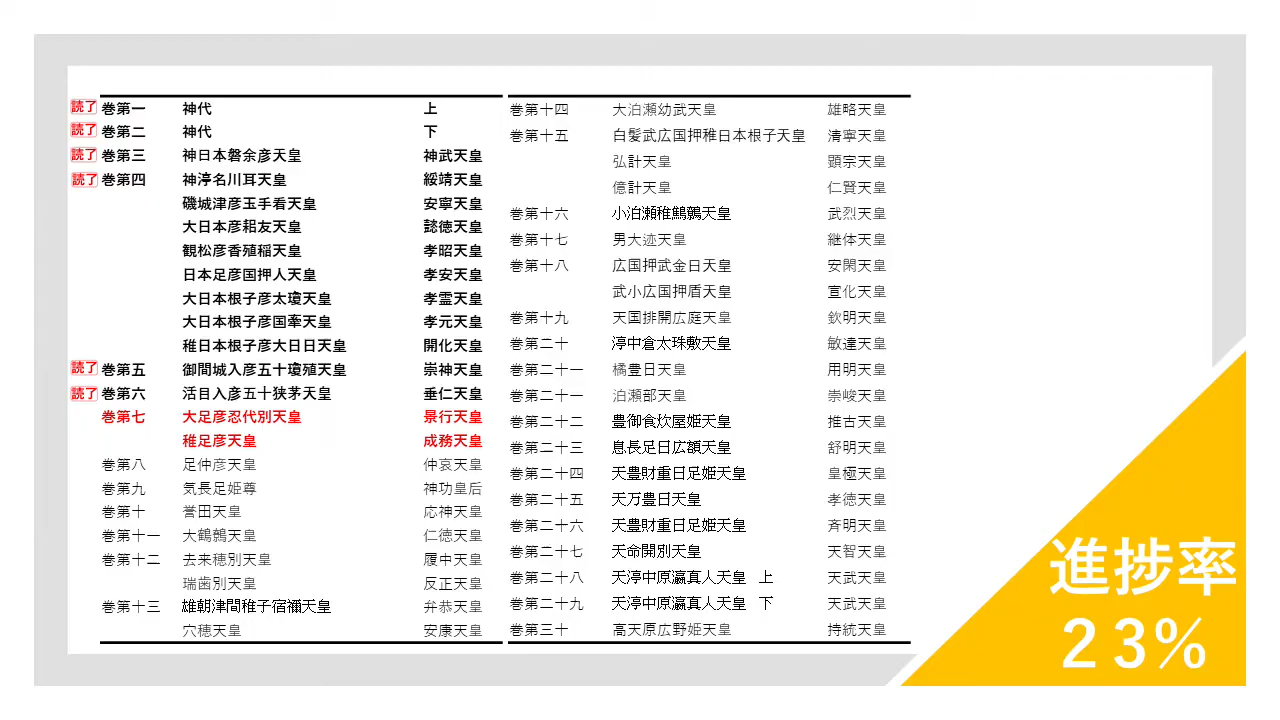 読了 巻第一 神代 上
読了 巻第二 神代 下
読了 巻第三 神日本磐余彦天皇 神武天皇
読了 巻第四 神渟名川耳天皇 綏靖天皇
磯城津彦玉手看天皇 安寧天皇
大日本彦耜友天皇 懿徳天皇
観松彦香殖稲天皇 孝昭天皇
日本足彦国押人天皇 孝安天皇
大日本根子彦太瓊天皇 孝霊天皇
大日本根子彦国牽天皇 孝元天皇
稚日本根子彦大日日天皇 開化天皇
読了 巻第五 御間城入彦五十瓊殖天皇 崇神天皇
読了 巻第六 活目入彦五十狭茅天皇 垂仁天皇
巻第七 大足彦忍代別天皇 景行天皇
稚足彦天皇 成務天皇
巻第八 足仲彦天皇 仲哀天皇
巻第九 気長足姫尊 神功皇后
巻第十 誉田天皇 応神天皇
巻第十一 大鷦鷯天皇 仁徳天皇
巻第十二 去来穂別天皇 履中天皇
瑞歯別天皇 反正天皇
巻第十三 雄朝津間稚子宿禰天皇 弁恭天皇
穴穂天皇 安康天皇
巻第十四 大泊瀬幼武天皇 雄略天皇
巻第十五 白髪武広国押稚日本根子天皇 清寧天皇
弘計天皇 顕宗天皇
億計天皇 仁賢天皇
巻第十六 小泊瀬稚鷦鷯天皇 武烈天皇
巻第十七 男大迹天皇 継体天皇
巻第十八 広国押武金日天皇 安閑天皇
武小広国押盾天皇 宣化天皇
巻第十九 天国排開広庭天皇 欽明天皇
巻第二十 渟中倉太珠敷天皇 敏達天皇
巻第二十一 橘豊日天皇 用明天皇
巻第二十一 泊瀬部天皇 崇峻天皇
巻第二十二 豊御食炊屋姫天皇 推古天皇
巻第二十三 息長足日広額天皇 舒明天皇
巻第二十四 天豊財重日足姫天皇 皇極天皇
巻第二十五 天万豊日天皇 孝徳天皇
巻第二十六 天豊財重日足姫天皇 斉明天皇
巻第二十七 天命開別天皇 天智天皇
巻第二十八 天渟中原瀛真人天皇 上 天武天皇
巻第二十九 天渟中原瀛真人天皇 下 天武天皇
巻第三十 高天原広野姫天皇 持統天皇
進捗率
23%